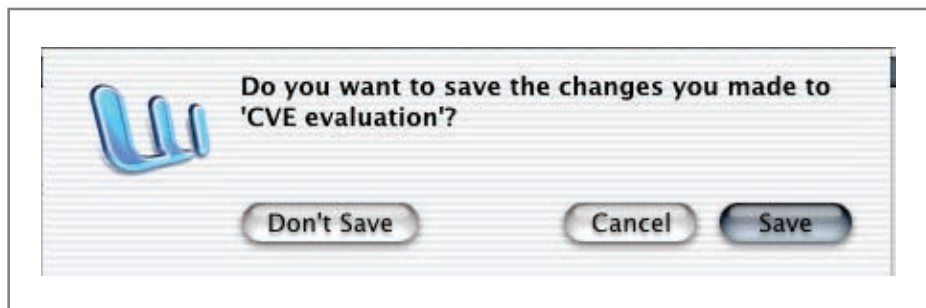 Do you want to save the changes you made to
'CVE evaluation'?
Don't Save Cancel Save